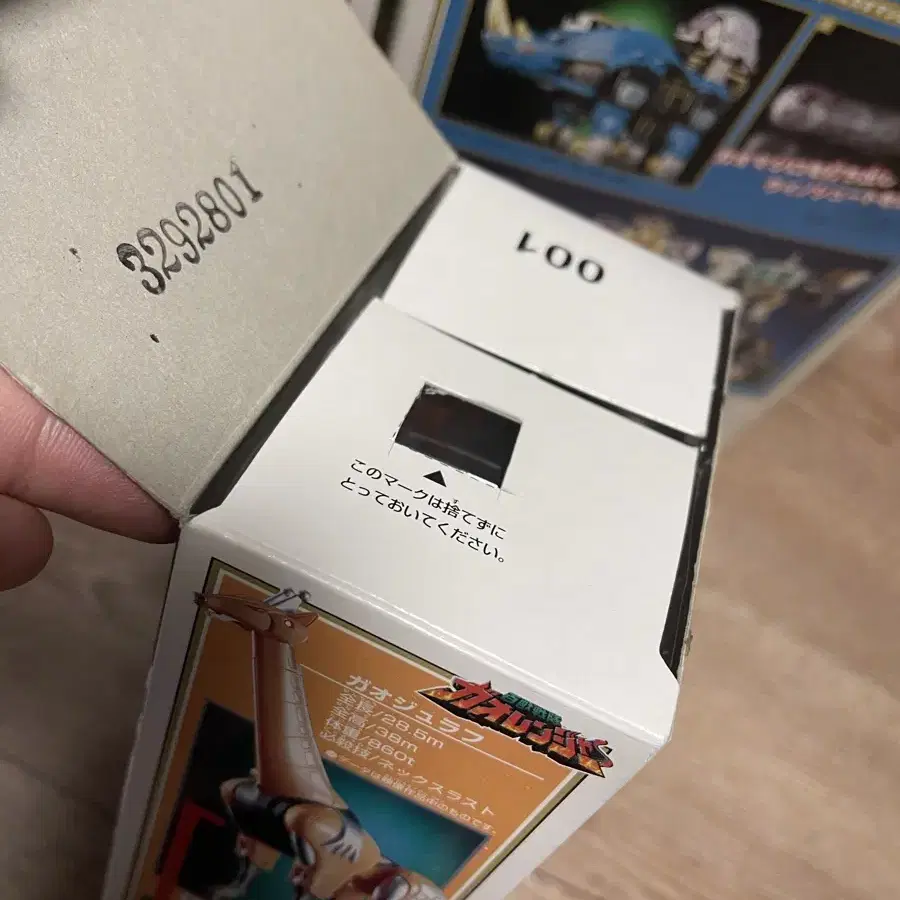 3292801
001
このマークは捨てずに
とっておいてください。
ガオジュラフ
全長/28.5m
全高/38m
体重/860t
必殺技/ネックスラスト
ガオレンジャー